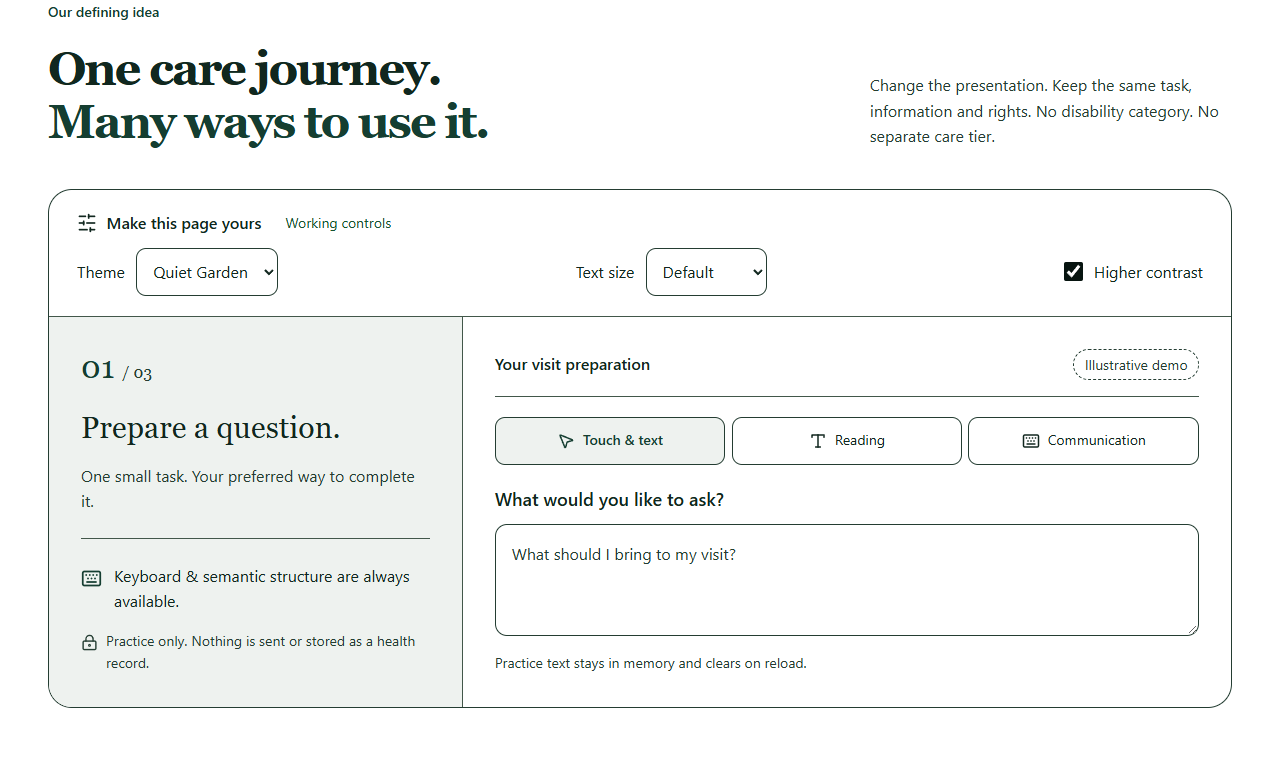 Our defining idea
One care journey.
Many ways to use it.
Change the presentation. Keep the same task,
information and rights. No disability category. No
separate care tier.
Make this page yours
Working controls
Theme
Quiet Garden
Text size
Default
Higher contrast
01 / 03
Prepare a question.
One small task. Your preferred way to complete
it.
Keyboard & semantic structure are always
available.
Practice only. Nothing is sent or stored as a health
record.
Your visit preparation
Illustrative demo
Touch & text
Reading
Communication
What would you like to ask?
What should I bring to my visit?
Practice text stays in memory and clears on reload.